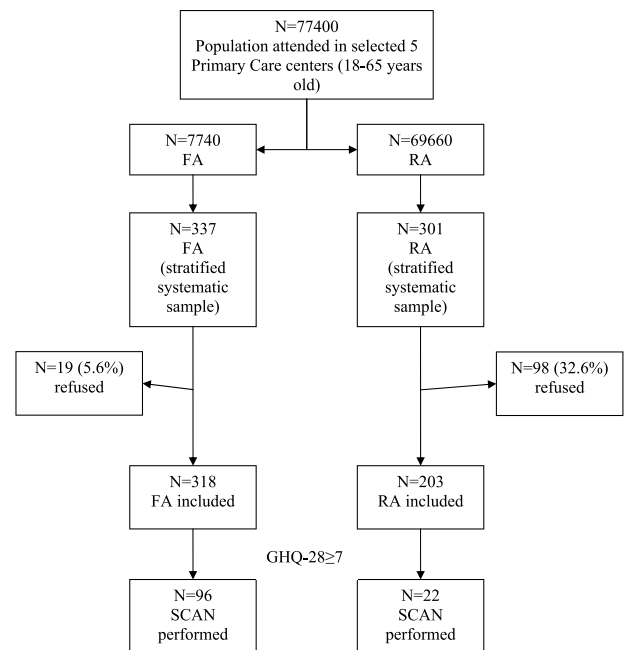 N=77400
Population attended in selected 5
Primary Care centers (18-65 years
old)
N=7740
FA
N=69660
RA
N=337
FA
(stratified
systematic
sample)
N=301
RA
(stratified
systematic
sample)
N=19 (5.6%)
refused
N=98 (32.6%)
refused
N=318
FA included
N=203
RA included
GHQ-28≥7
N=96
SCAN
performed
N=22
SCAN
performed